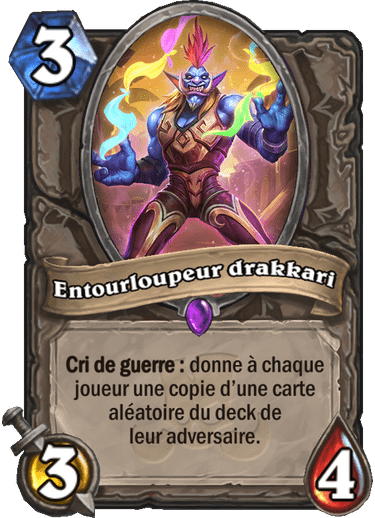 3
Entourloupeur drakkari
Cri de guerre : donne à chaque
joueur une copie d'une carte
aléatoire du deck de
leur adversaire.
3
4